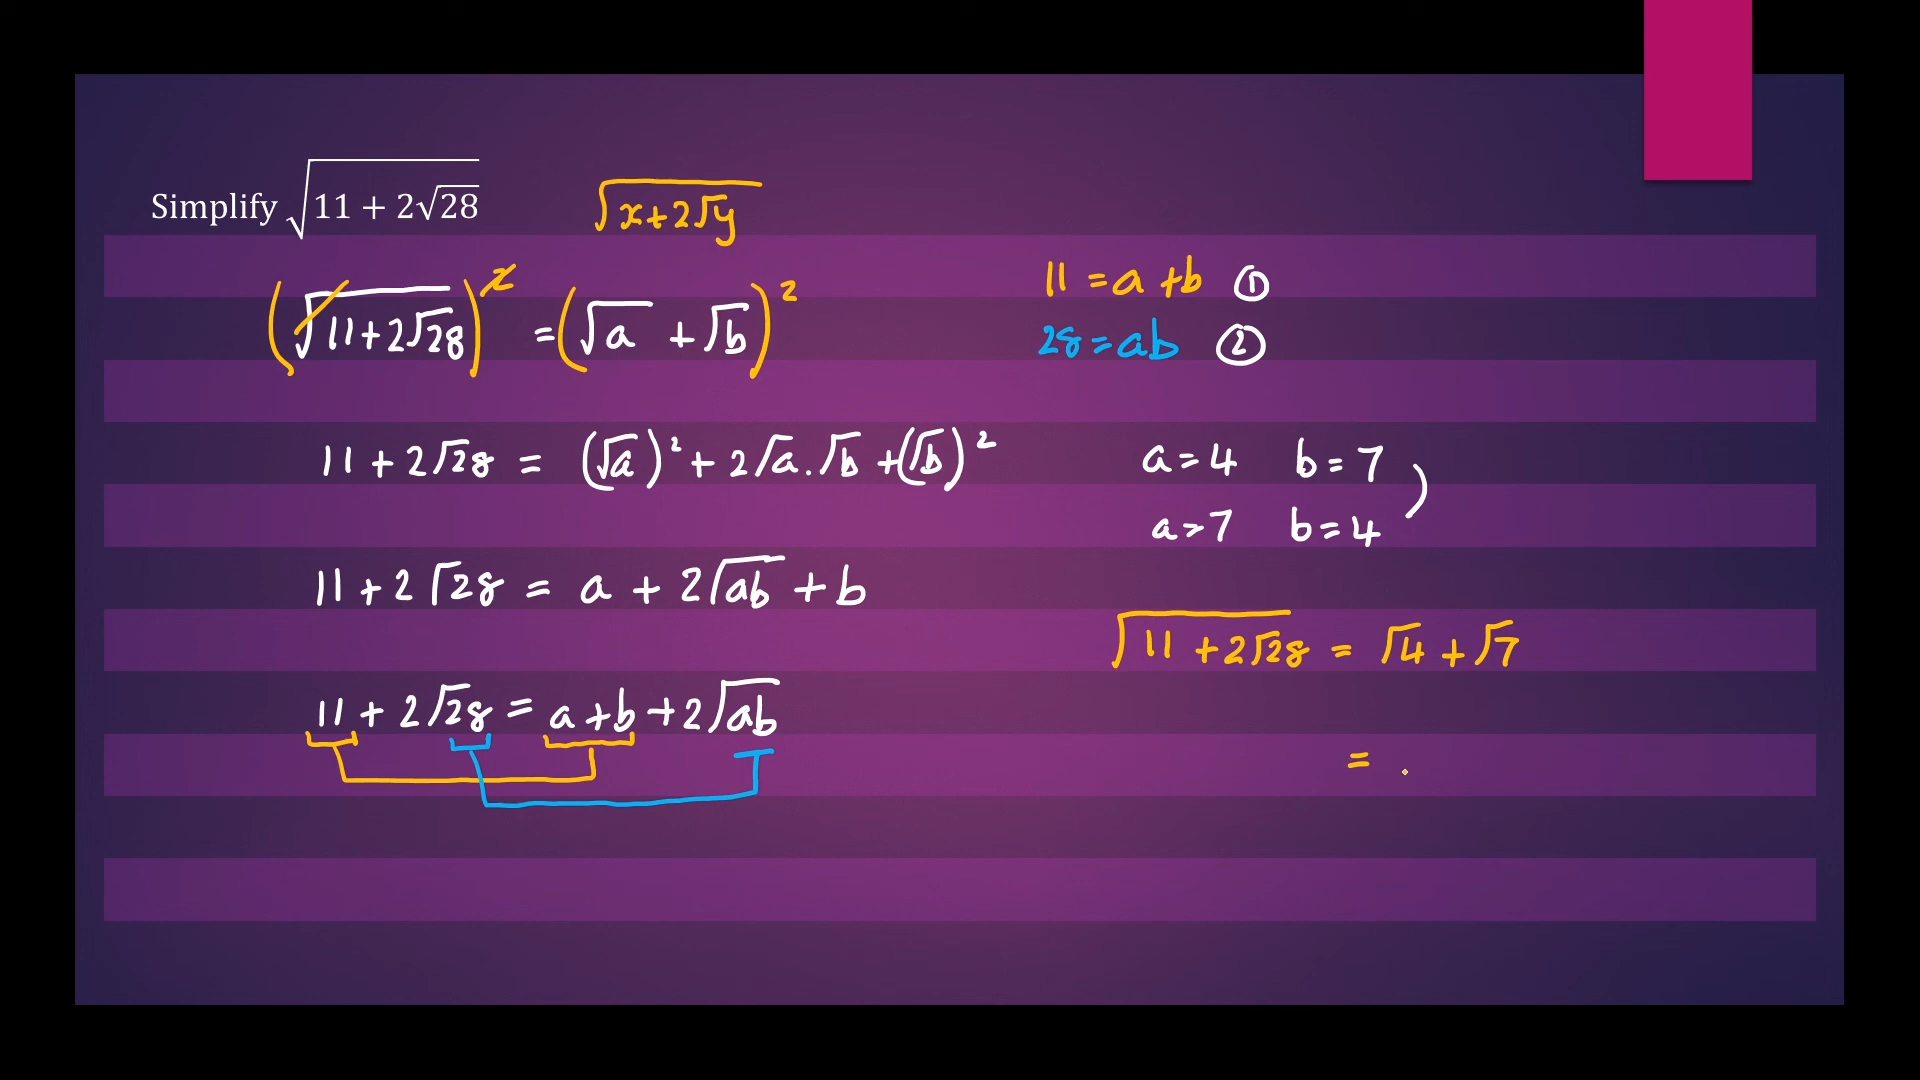 Simplify √(11 + 2√28)
√(x+2√y)
(√(11+2√28))² = (√a + √b)²
11 + 2√28 = (√a)² + 2√a.√b + (√b)²
11 + 2√28 = a + 2√ab + b
11 + 2√28 = a+b + 2√ab
11 = a + b ①
28 = ab ②
a = 4 b = 7
a = 7 b = 4 )
√(11 + 2√28) = √4 + √7
= .